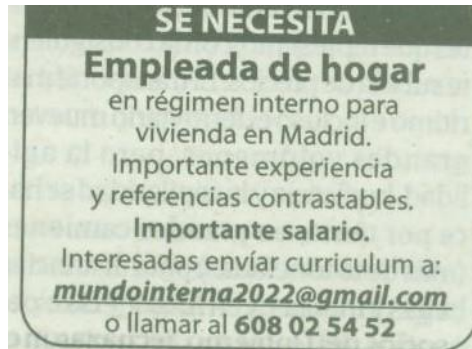 SE NECESITA
Empleada de hogar
en régimen interno para
vivienda en Madrid.
Importante experiencia
y referencias contrastables.
Importante salario.
Interesadas envíar curriculum a:
mundointerna2022@gmail.com
o llamar al 608 02 54 52